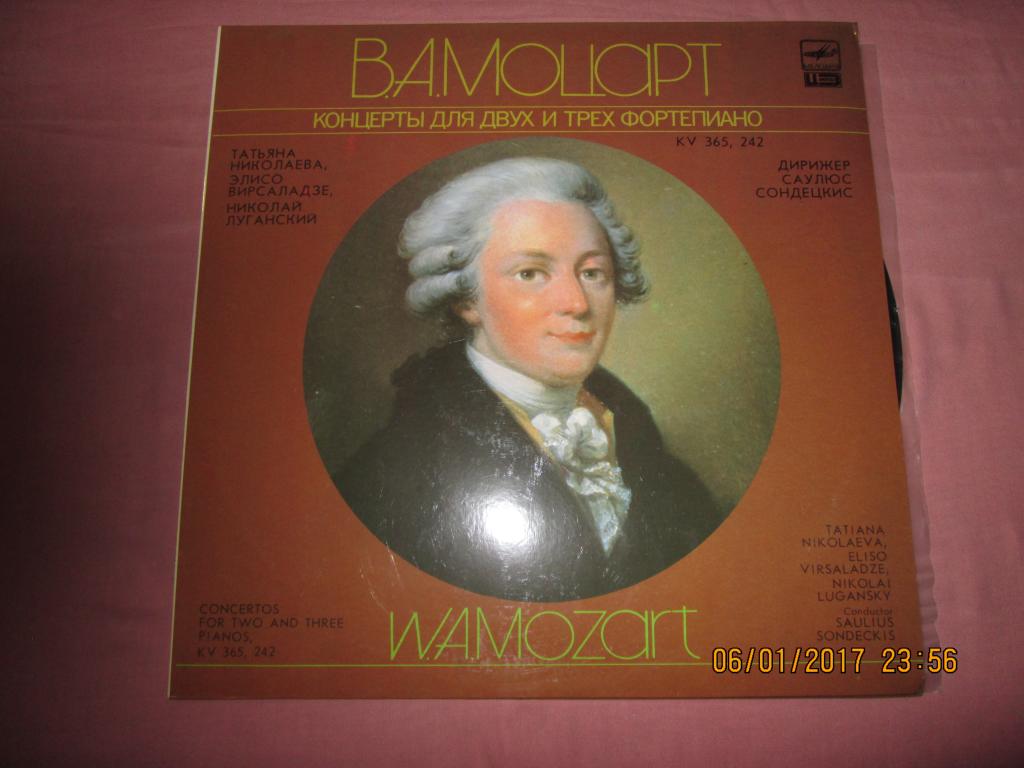 В.А.МОЦАРТ
КОНЦЕРТЫ ДЛЯ ДВУХ И ТРЕХ ФОРТЕПИАНО
KV 365, 242
ТАТЬЯНА
НИКОЛАЕВА,
ЭЛИСО
ВИРСАЛАДЗЕ,
НИКОЛАЙ
ЛУГАНСКИЙ
ДИРИЖЕР
САУЛЮС
СОНДЕЦКИС
TATIANA
NIKOLAEVA,
ELISO
VIRSALADZE,
NIKOLAI
LUGANSKY
Conductor
SAULIUS
SONDECKIS
CONCERTOS
FOR TWO AND THREE
PIANOS,
KV 365, 242
W.A.Mozart
06/01/2017 23:56